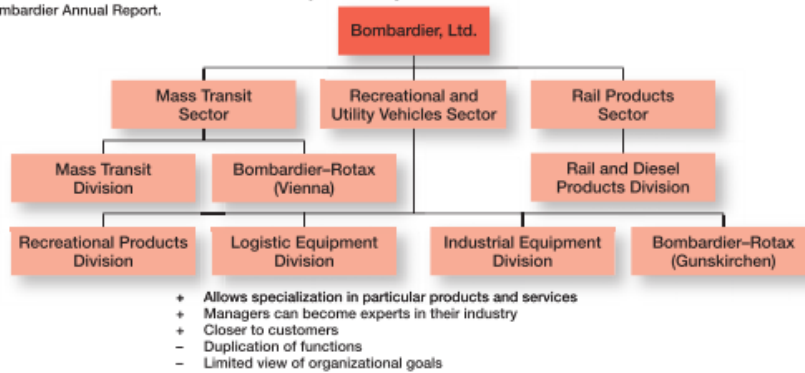 mbardier Annual Report.
Bombardier, Ltd.
Mass Transit
Sector
Recreational and
Utility Vehicles Sector
Rail Products
Sector
Mass Transit
Division
Bombardier–Rotax
(Vienna)
Rail and Diesel
Products Division
Recreational Products
Division
Logistic Equipment
Division
Industrial Equipment
Division
Bombardier–Rotax
(Gunskirchen)
+ Allows specialization in particular products and services
+ Managers can become experts in their industry
+ Closer to customers
– Duplication of functions
– Limited view of organizational goals